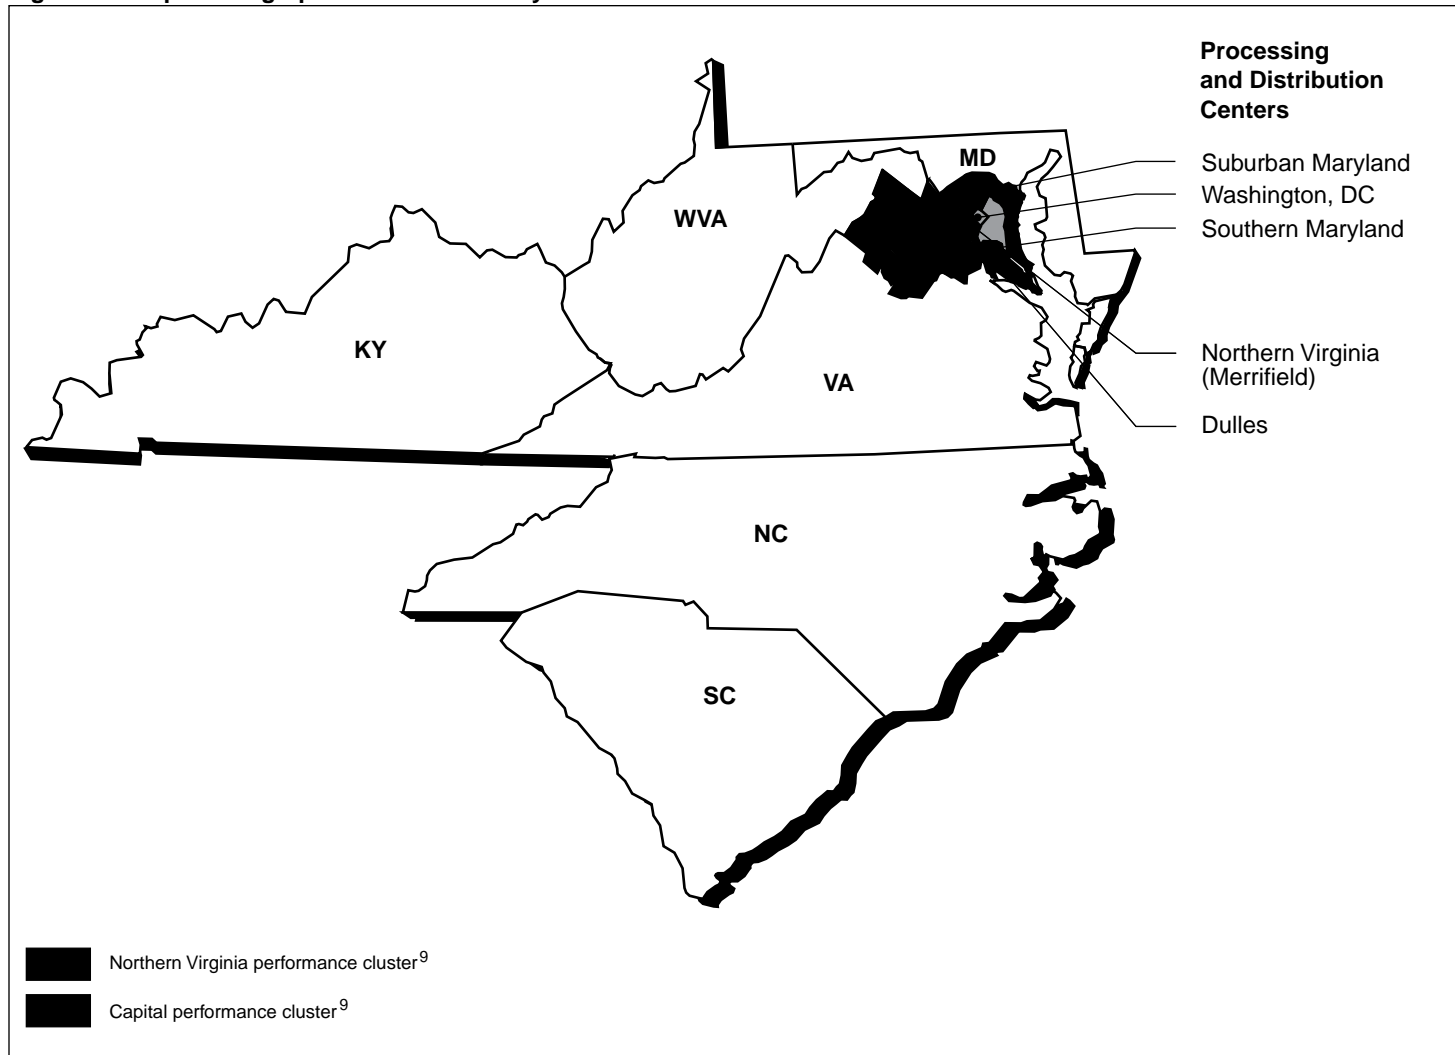 Processing
and Distribution
Centers
MD
Suburban Maryland
Washington, DC
WVA
Southern Maryland
KY
Northern Virginia
(Merrifield)
VA
Dulles
NC
SC
Northern Virginia performance cluster9
Capital performance cluster9